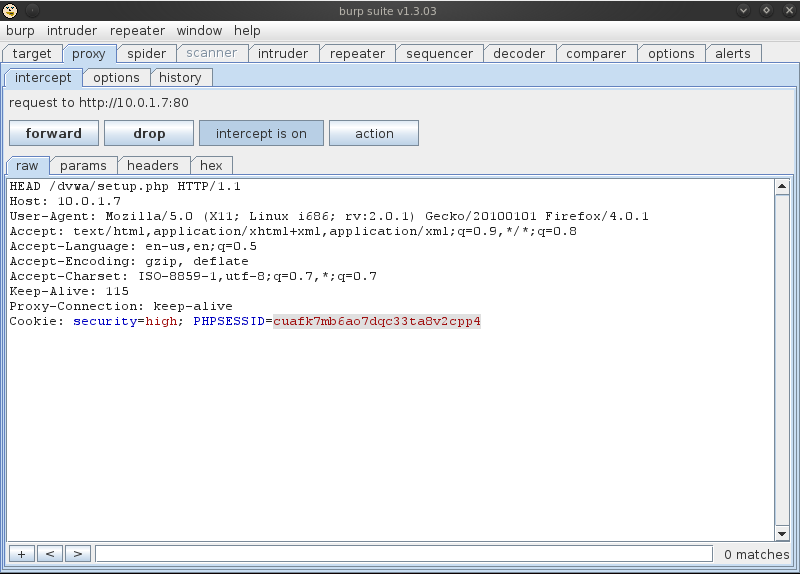 burp suite v1.3.03
burp intruder repeater window help
target proxy spider scanner intruder repeater sequencer decoder comparer options alerts
intercept options history
request to http://10.0.1.7:80
forward drop intercept is on action
raw params headers hex
HEAD /dvwa/setup.php HTTP/1.1
Host: 10.0.1.7
User-Agent: Mozilla/5.0 (X11; Linux i686; rv:2.0.1) Gecko/20100101 Firefox/4.0.1
Accept: text/html,application/xhtml+xml,application/xml;q=0.9,*/*;q=0.8
Accept-Language: en-us,en;q=0.5
Accept-Encoding: gzip, deflate
Accept-Charset: ISO-8859-1,utf-8;q=0.7,*;q=0.7
Keep-Alive: 115
Proxy-Connection: keep-alive
Cookie: security=high; PHPSESSID=cuafk7mb6ao7dqc33ta8v2cpp4
+ < > 0 matches